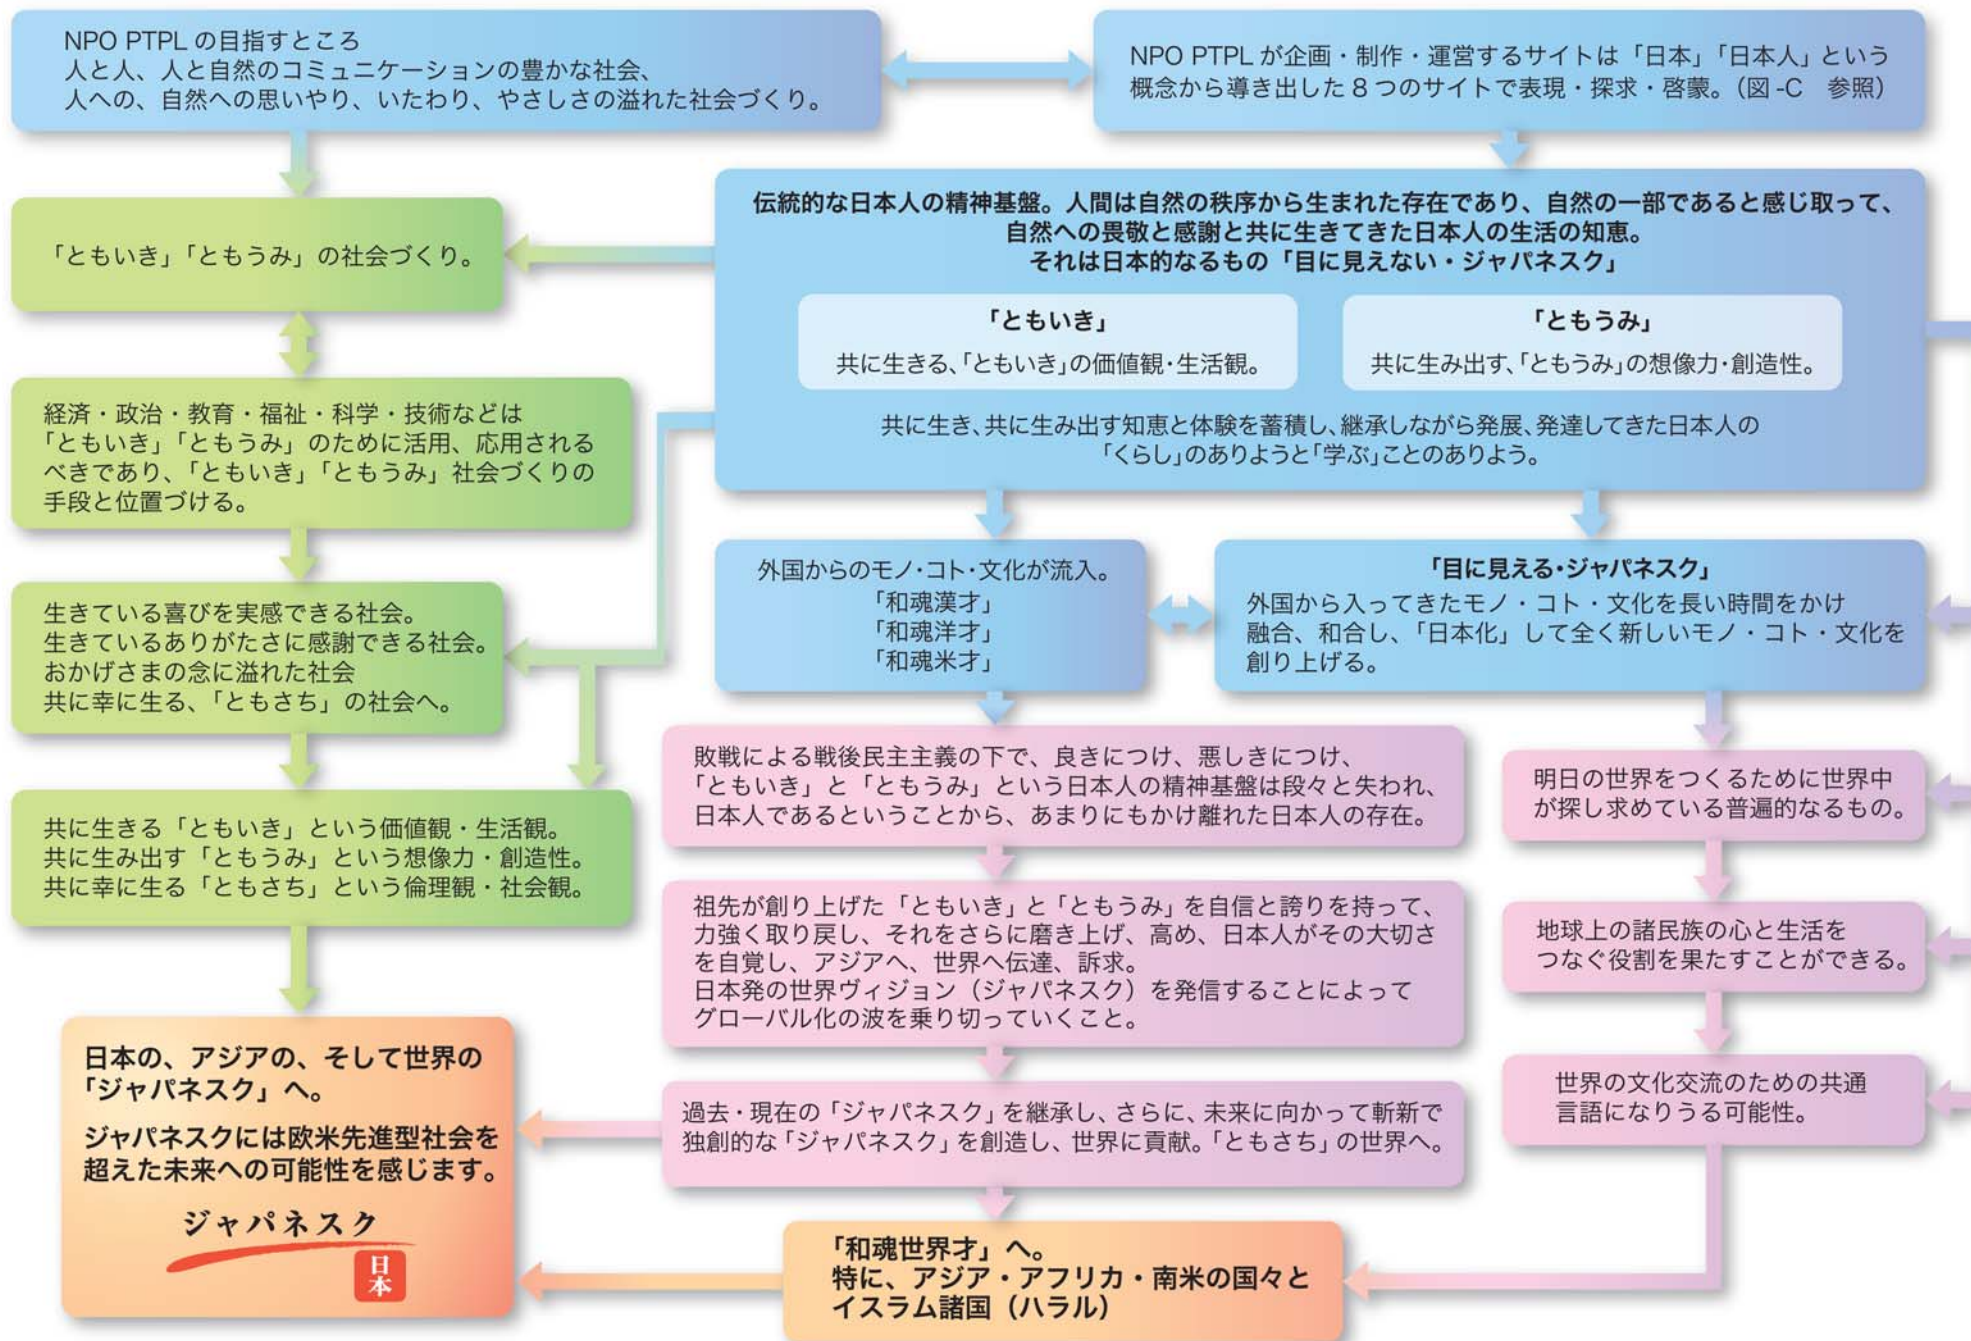 NPO PTPL の目指すところ
人と人、人と自然のコミュニケーションの豊かな社会、
人への、自然への思いやり、いたわり、やさしさの溢れた社会づくり。
NPO PTPL が企画・制作・運営するサイトは「日本」「日本人」という
概念から導き出した 8 つのサイトで表現・探求・啓蒙。（図 -C　参照）
「ともいき」「ともうみ」の社会づくり。
伝統的な日本人の精神基盤。人間は自然の秩序から生まれた存在であり、自然の一部であると感じ取って、
自然への畏敬と感謝と共に生きてきた日本人の生活の知恵。
それは日本的なるもの「目に見えない・ジャパネスク」
「ともいき」
共に生きる、「ともいき」の価値観・生活観。
「ともうみ」
共に生み出す、「ともうみ」の想像力・創造性。
共に生き、共に生み出す知恵と体験を蓄積し、継承しながら発展、発達してきた日本人の
「くらし」のありようと「学ぶ」ことのありよう。
経済・政治・教育・福祉・科学・技術などは
「ともいき」「ともうみ」のために活用、応用される
べきであり、「ともいき」「ともうみ」社会づくりの
手段と位置づける。
生きている喜びを実感できる社会。
生きているありがたさに感謝できる社会。
おかげさまの念に溢れた社会
共に幸に生る、「ともさち」の社会へ。
共に生きる「ともいき」という価値観・生活観。
共に生み出す「ともうみ」という想像力・創造性。
共に幸に生る「ともさち」という倫理観・社会観。
外国からのモノ・コト・文化が流入。
「和魂漢才」
「和魂洋才」
「和魂米才」
「目に見える・ジャパネスク」
外国から入ってきたモノ・コト・文化を長い時間をかけ
融合、和合し、「日本化」して全く新しいモノ・コト・文化を
創り上げる。
敗戦による戦後民主主義の下で、良きにつけ、悪しきにつけ、
「ともいき」と「ともうみ」という日本人の精神基盤は段々と失われ、
日本人であるということから、あまりにもかけ離れた日本人の存在。
祖先が創り上げた「ともいき」と「ともうみ」を自信と誇りを持って、
力強く取り戻し、それをさらに磨き上げ、高め、日本人がその大切さ
を自覚し、アジアへ、世界へ伝達、訴求。
日本発の世界ヴィジョン（ジャパネスク）を発信することによって
グローバル化の波を乗り切っていくこと。
過去・現在の「ジャパネスク」を継承し、さらに、未来に向かって斬新で
独創的な「ジャパネスク」を創造し、世界に貢献。「ともさち」の世界へ。
明日の世界をつくるために世界中
が探し求めている普遍的なるもの。
地球上の諸民族の心と生活を
つなぐ役割を果たすことができる。
世界の文化交流のための共通
言語になりうる可能性。
日本の、アジアの、そして世界の
「ジャパネスク」へ。
ジャパネスクには欧米先進型社会を
超えた未来への可能性を感じます。
ジャパネスク
日本
「和魂世界才」へ。
特に、アジア・アフリカ・南米の国々と
イスラム諸国（ハラル）